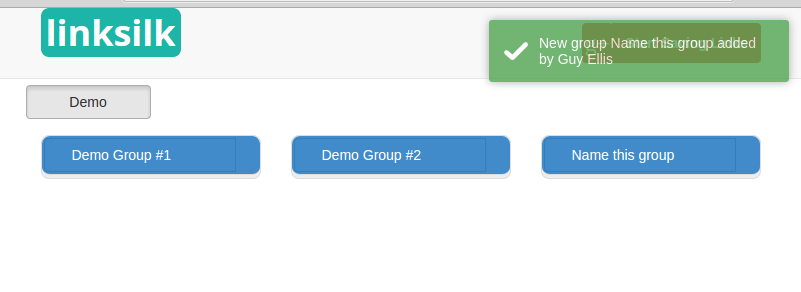 linksilk
New group Name this group added
by Guy Ellis
Demo
Demo Group #1
Demo Group #2
Name this group